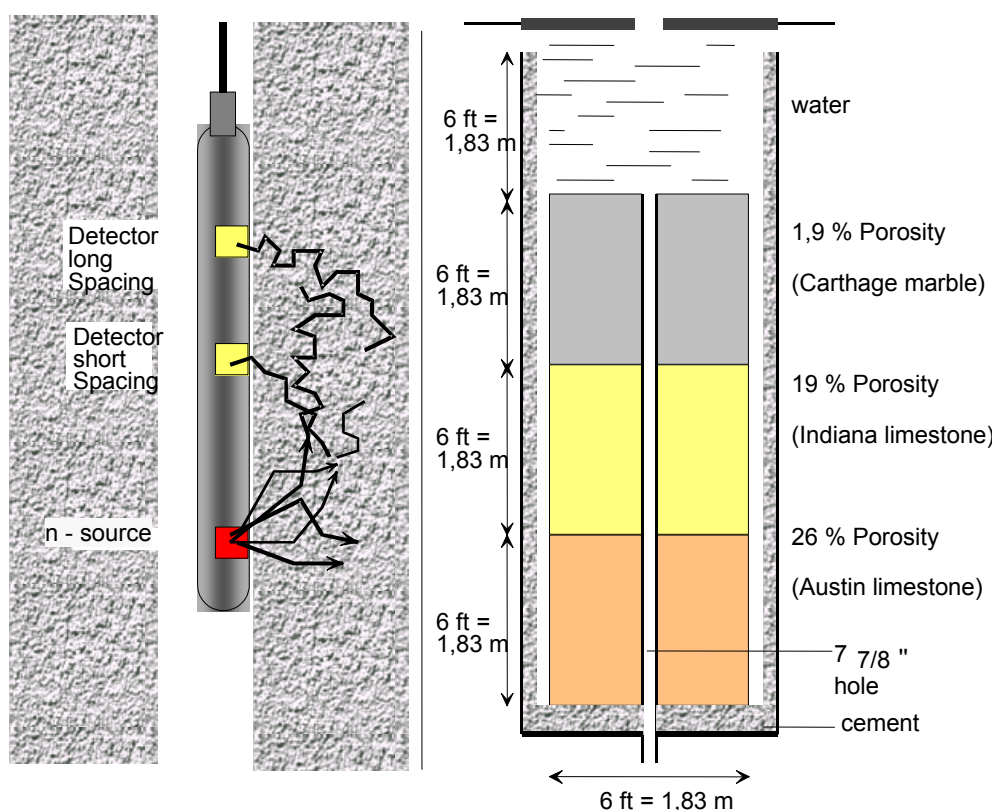 Detector
long
Spacing
Detector
short
Spacing
n - source
6 ft =
1,83 m
water
6 ft =
1,83 m
1,9 % Porosity
(Carthage marble)
6 ft =
1,83 m
19 % Porosity
(Indiana limestone)
6 ft =
1,83 m
26 % Porosity
(Austin limestone)
7 7/8 "
hole
cement
6 ft = 1,83 m